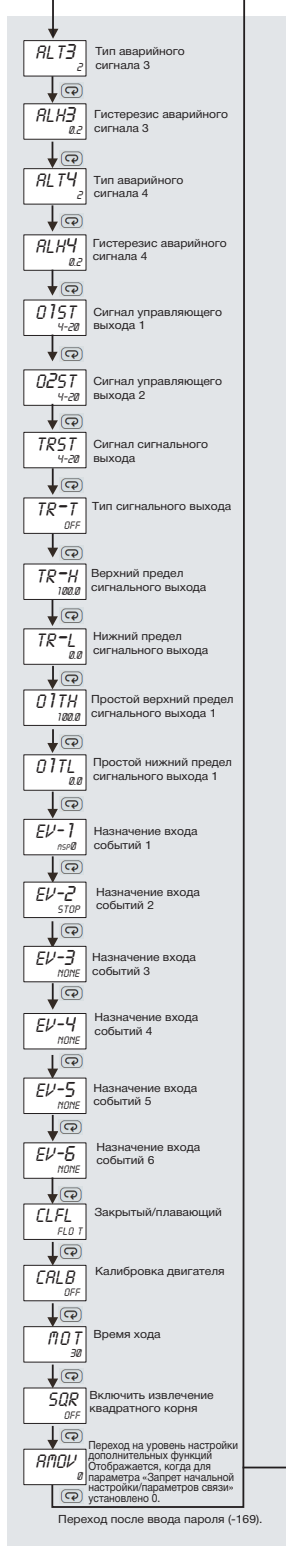 ALT3
2
Тип аварийного
сигнала 3
ALH3
0.2
Гистерезис аварийного
сигнала 3
ALT4
2
Тип аварийного
сигнала 4
ALH4
0.2
Гистерезис аварийного
сигнала 4
O1ST
4-20
Сигнал управляющего
выхода 1
O2ST
4-20
Сигнал управляющего
выхода 2
TRST
4-20
Сигнал сигнального
выхода
TR-T
OFF
Тип сигнального выхода
TR-H
100.0
Верхний предел
сигнального выхода
TR-L
0.0
Нижний предел
сигнального выхода
O1TH
100.0
Простой верхний предел
сигнального выхода 1
O1TL
0.0
Простой нижний предел
сигнального выхода 1
EV-1
MSP0
Назначение входа
событий 1
EV-2
STOP
Назначение входа
событий 2
EV-3
NONE
Назначение входа
событий 3
EV-4
NONE
Назначение входа
событий 4
EV-5
NONE
Назначение входа
событий 5
EV-6
NONE
Назначение входа
событий 6
CLFL
FLOT
Закрытый/плавающий
CALB
OFF
Калибровка двигателя
MOT
30
Время хода
SQR
OFF
Включить извлечение
квадратного корня
AMOV
0
Переход на уровень настройки
дополнительных функций
Отображается, когда для
параметра «Запрет начальной
настройки/параметров связи»
установлено 0.
Переход после ввода пароля (-169).